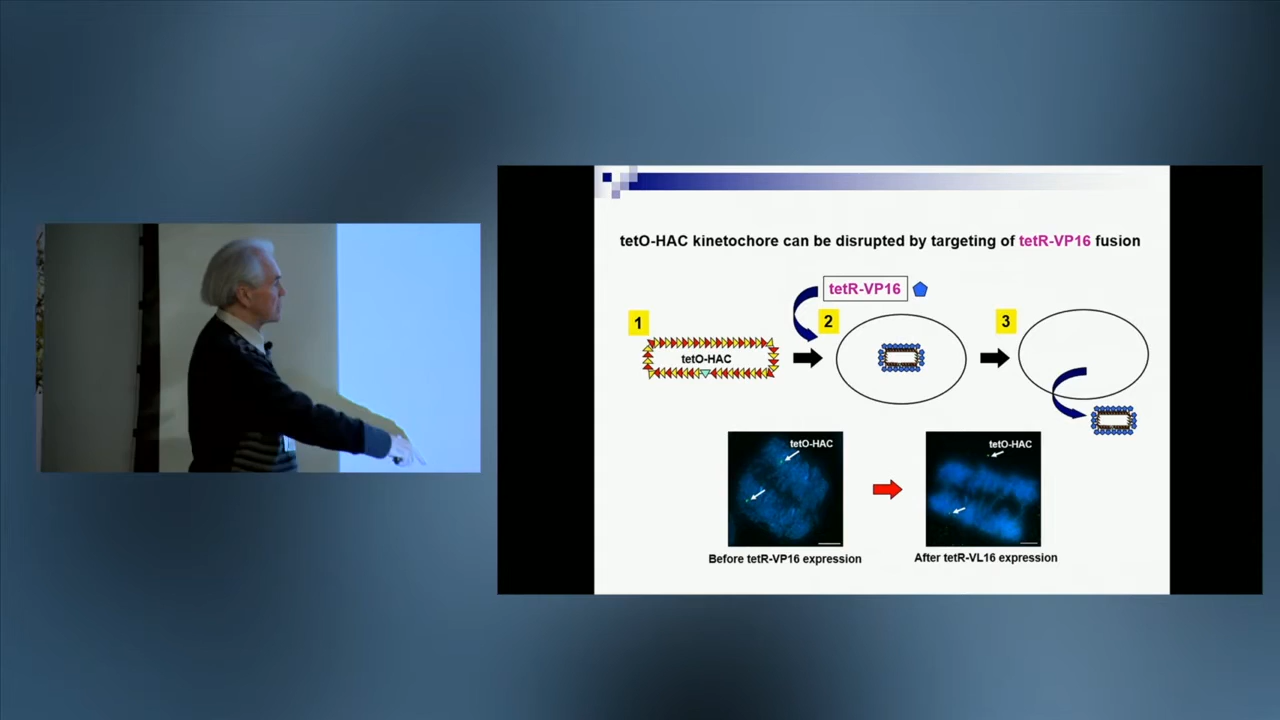 tetO-HAC kinetochore can be disrupted by targeting of tetR-VP16 fusion
tetR-VP16
1
2
3
tetO-HAC
tetO-HAC
tetO-HAC
Before tetR-VP16 expression
After tetR-VL16 expression